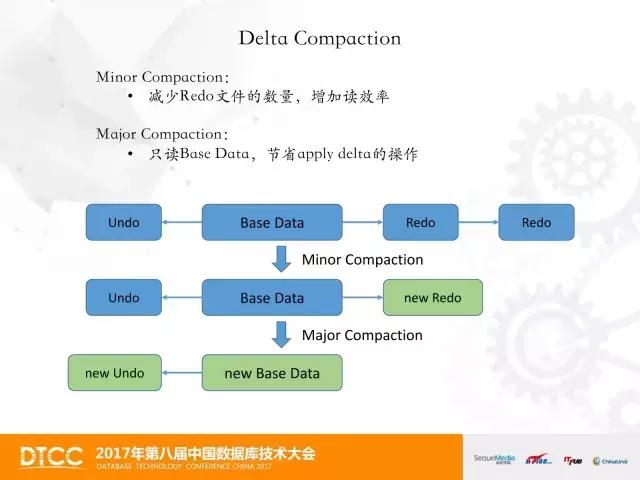 Delta Compaction
Minor Compaction：
• 减少Redo文件的数量，增加读效率
Major Compaction：
• 只读Base Data，节省apply delta的操作
Undo
Base Data
Redo
Redo
Minor Compaction
Undo
Base Data
new Redo
Major Compaction
new Undo
new Base Data
DTCC
2017年第八届中国数据库技术大会
DATABASE TECHNOLOGY CONFERENCE CHINA 2017
SequeMedia
ITPUB
ChinaUnix